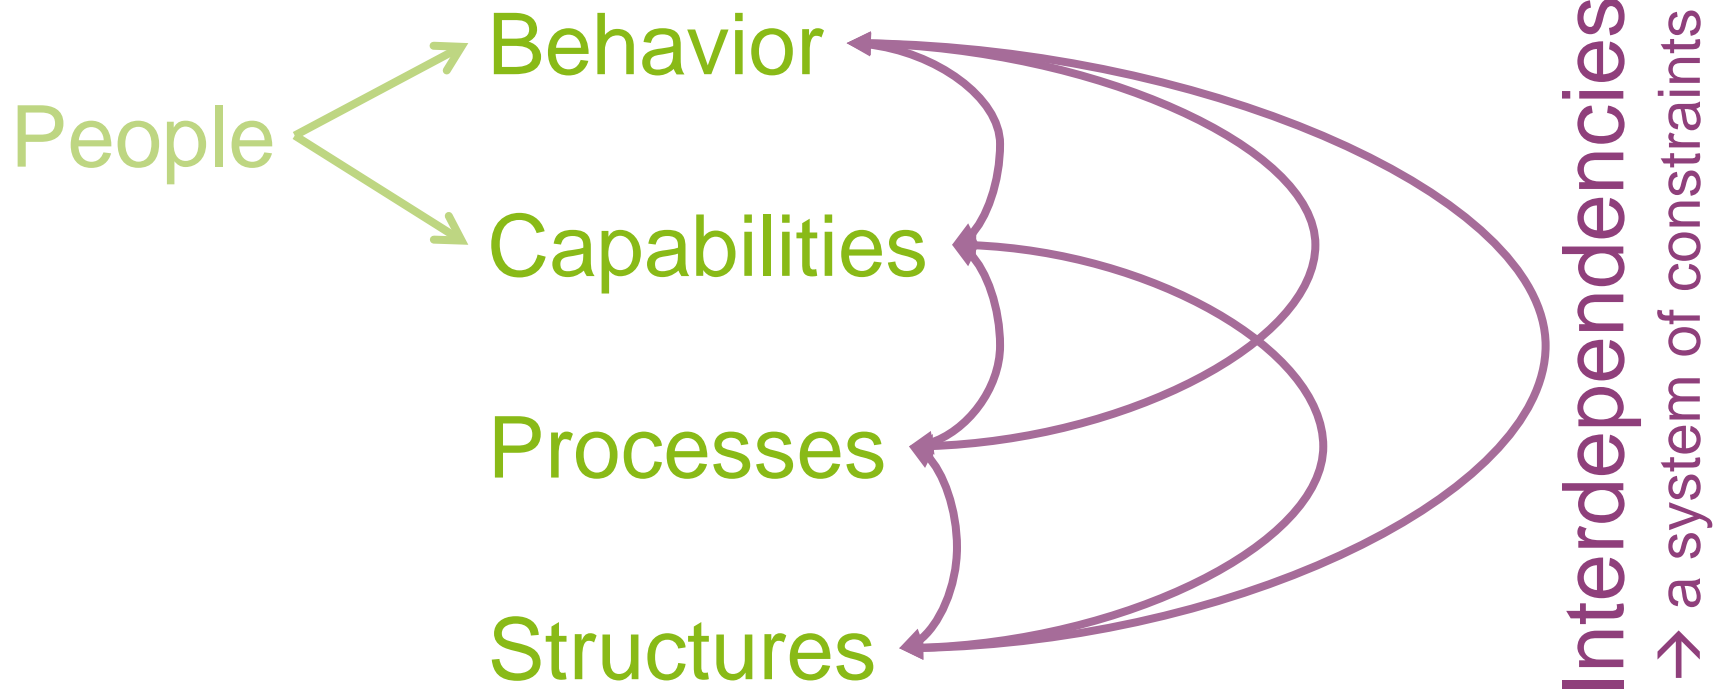 Behavior
People
Capabilities
Processes
Structures
Interdependencies
→ a system of constraints